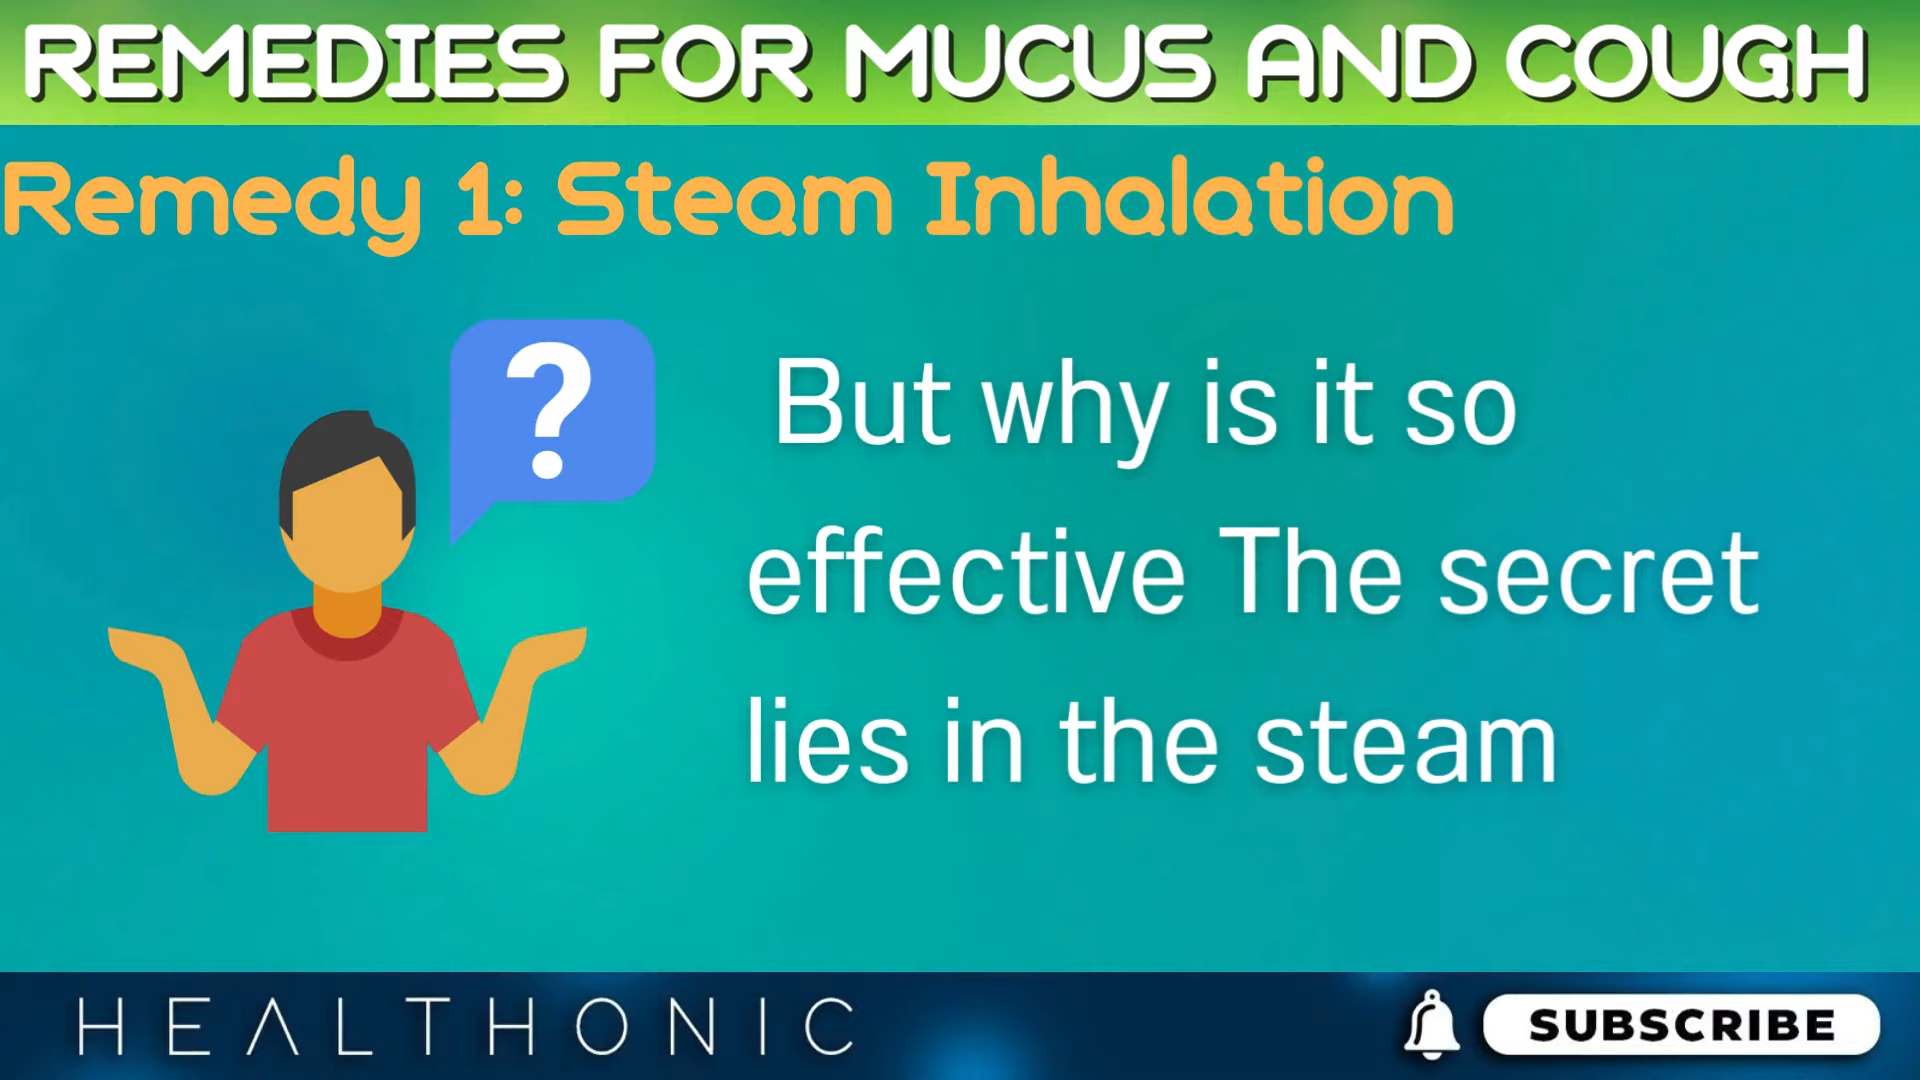 REMEDIES FOR MUCUS AND COUGH
Remedy 1: Steam Inhalation
?
But why is it so
effective The secret
lies in the steam
HEALTHONIC
SUBSCRIBE